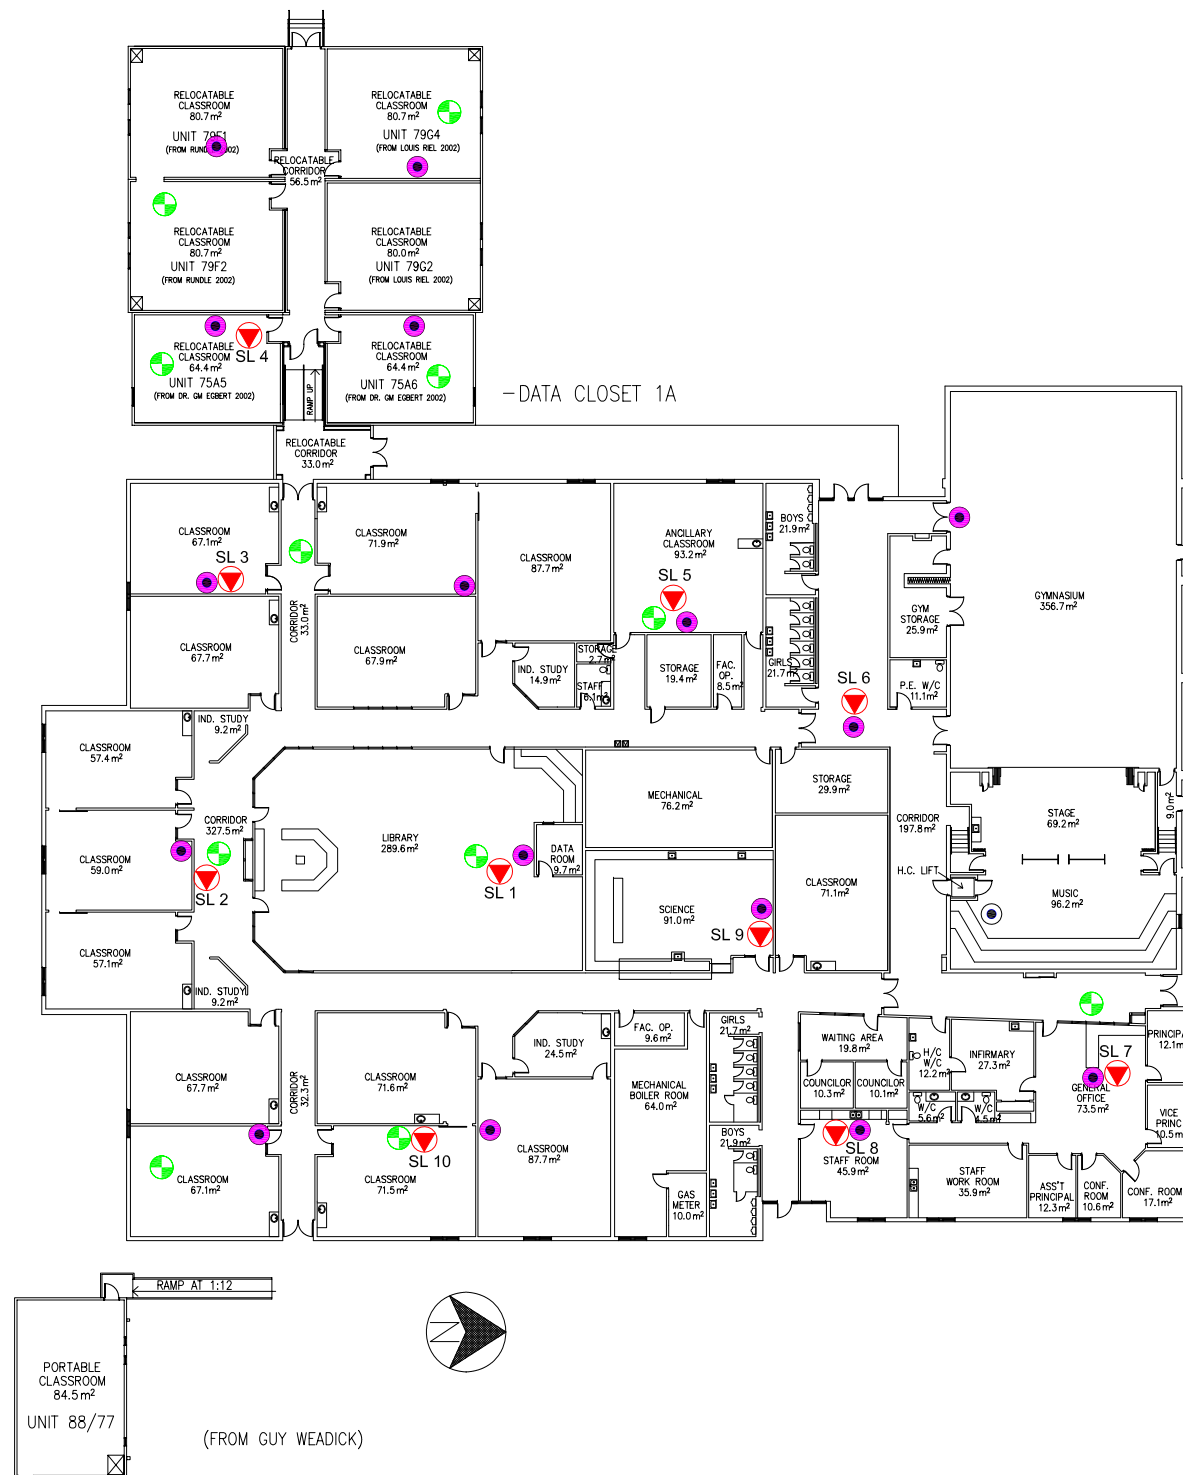 RELOCATABLE
CLASSROOM
80.7m²
UNIT 79F1
(FROM RUNDLE 2002)
RELOCATABLE
CLASSROOM
80.7m²
UNIT 79G4
(FROM LOUIS RIEL 2002)
RELOCATABLE
CORRIDOR
56.5m²
RELOCATABLE
CLASSROOM
80.7m²
UNIT 79F2
(FROM RUNDLE 2002)
RELOCATABLE
CLASSROOM
80.0m²
UNIT 79G2
(FROM LOUIS RIEL 2002)
SL 4
RELOCATABLE
CLASSROOM
64.4m²
UNIT 75A5
(FROM DR. GM EGBERT 2002)
RELOCATABLE
CLASSROOM
64.4m²
UNIT 75A6
(FROM DR. GM EGBERT 2002)
RAMP UP
-DATA CLOSET 1A
RELOCATABLE
CORRIDOR
33.0m²
CLASSROOM
67.1m²
SL 3
CLASSROOM
71.9m²
CLASSROOM
87.7m²
ANCILLARY
CLASSROOM
93.2m²
SL 5
BOYS
21.9m²
GYMNASIUM
356.7m²
GYM
STORAGE
25.9m²
CORRIDOR
33.0m²
CLASSROOM
67.7m²
CLASSROOM
67.9m²
IND. STUDY
14.9m²
STORAGE
2.7m²
STAFF
6.1m²
STORAGE
19.4m²
FAC.
OP.
8.5m²
GIRLS
21.7m²
SL 6
P.E. W/C
11.1m²
IND. STUDY
9.2m²
CLASSROOM
57.4m²
CORRIDOR
327.5m²
LIBRARY
289.6m²
MECHANICAL
76.2m²
STORAGE
29.9m²
CORRIDOR
197.8m²
STAGE
69.2m²
9.0m²
CLASSROOM
59.0m²
SL 2
SL 1
DATA
ROOM
9.7m²
SCIENCE
91.0m²
SL 9
CLASSROOM
71.1m²
H.C. LIFT
MUSIC
96.2m²
CLASSROOM
57.1m²
IND. STUDY
9.2m²
CLASSROOM
67.7m²
CORRIDOR
32.3m²
CLASSROOM
71.6m²
IND. STUDY
24.5m²
FAC. OP.
9.6m²
GIRLS
21.7m²
WAITING AREA
19.8m²
H/C
W/C
12.2m²
INFIRMARY
27.3m²
SL 7
PRINCIPA
12.1m
COUNCILOR
10.3m²
COUNCILOR
10.1m²
W/C
5.6m²
W/C
4.5m²
GENERAL
OFFICE
73.5m²
VICE
PRINC
10.5m
MECHANICAL
BOILER ROOM
64.0m²
BOYS
21.9m²
SL 8
STAFF ROOM
45.9m²
CLASSROOM
67.1m²
SL 10
CLASSROOM
71.5m²
CLASSROOM
87.7m²
GAS
METER
10.0m²
STAFF
WORK ROOM
35.9m²
ASS'T
PRINCIPAL
12.3m²
CONF.
ROOM
10.6m²
CONF. ROOM
17.1m²
RAMP AT 1:12
N
PORTABLE
CLASSROOM
84.5m²
UNIT 88/77
(FROM GUY WEADICK)